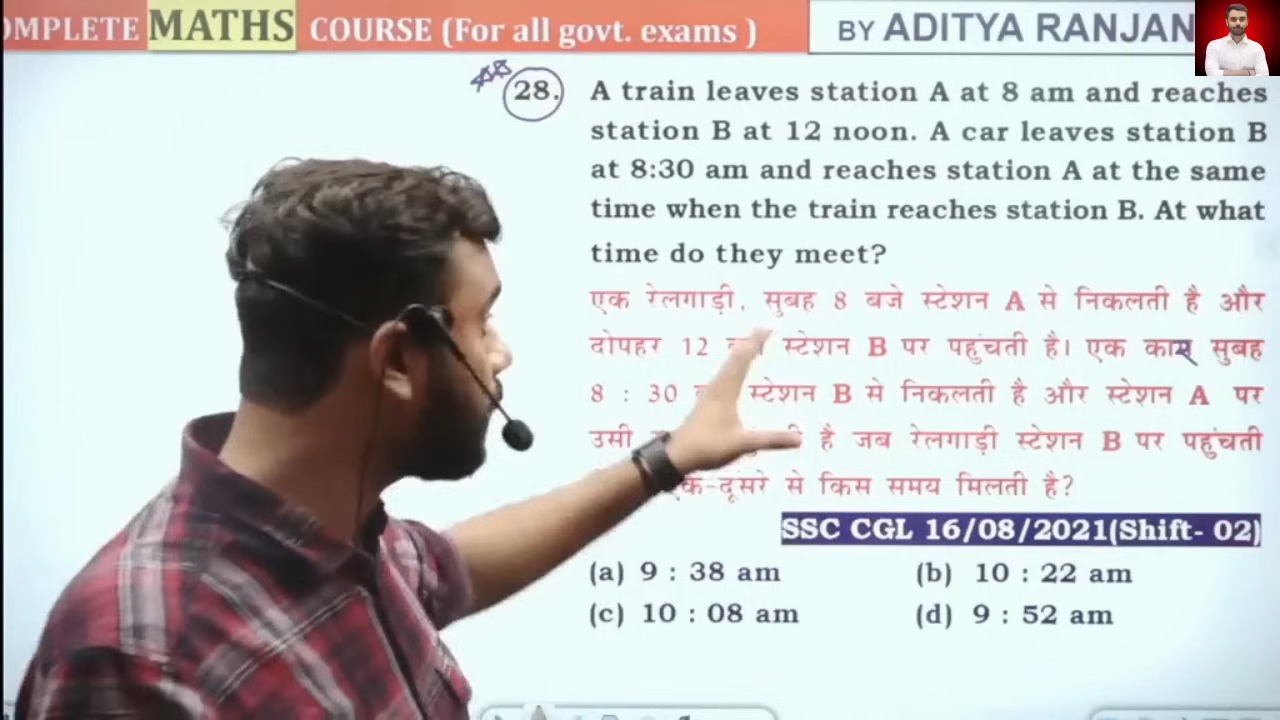 OMPLETE MATHS COURSE (For all govt. exams )
BY ADITYA RANJAN
28. A train leaves station A at 8 am and reaches
station B at 12 noon. A car leaves station B
at 8:30 am and reaches station A at the same
time when the train reaches station B. At what
time do they meet?
एक रेलगाड़ी, सुबह 8 बजे स्टेशन A से निकलती है और
दोपहर 12 स्टेशन B पर पहुंचती है। एक कार सुबह
8 : 30 स्टेशन B से निकलती है और स्टेशन A पर
उसी है जब रेलगाड़ी स्टेशन B पर पहुंचती
एक-दूसरे से किस समय मिलती है?
SSC CGL 16/08/2021(Shift- 02)
(a) 9 : 38 am (b) 10 : 22 am
(c) 10 : 08 am (d) 9 : 52 am